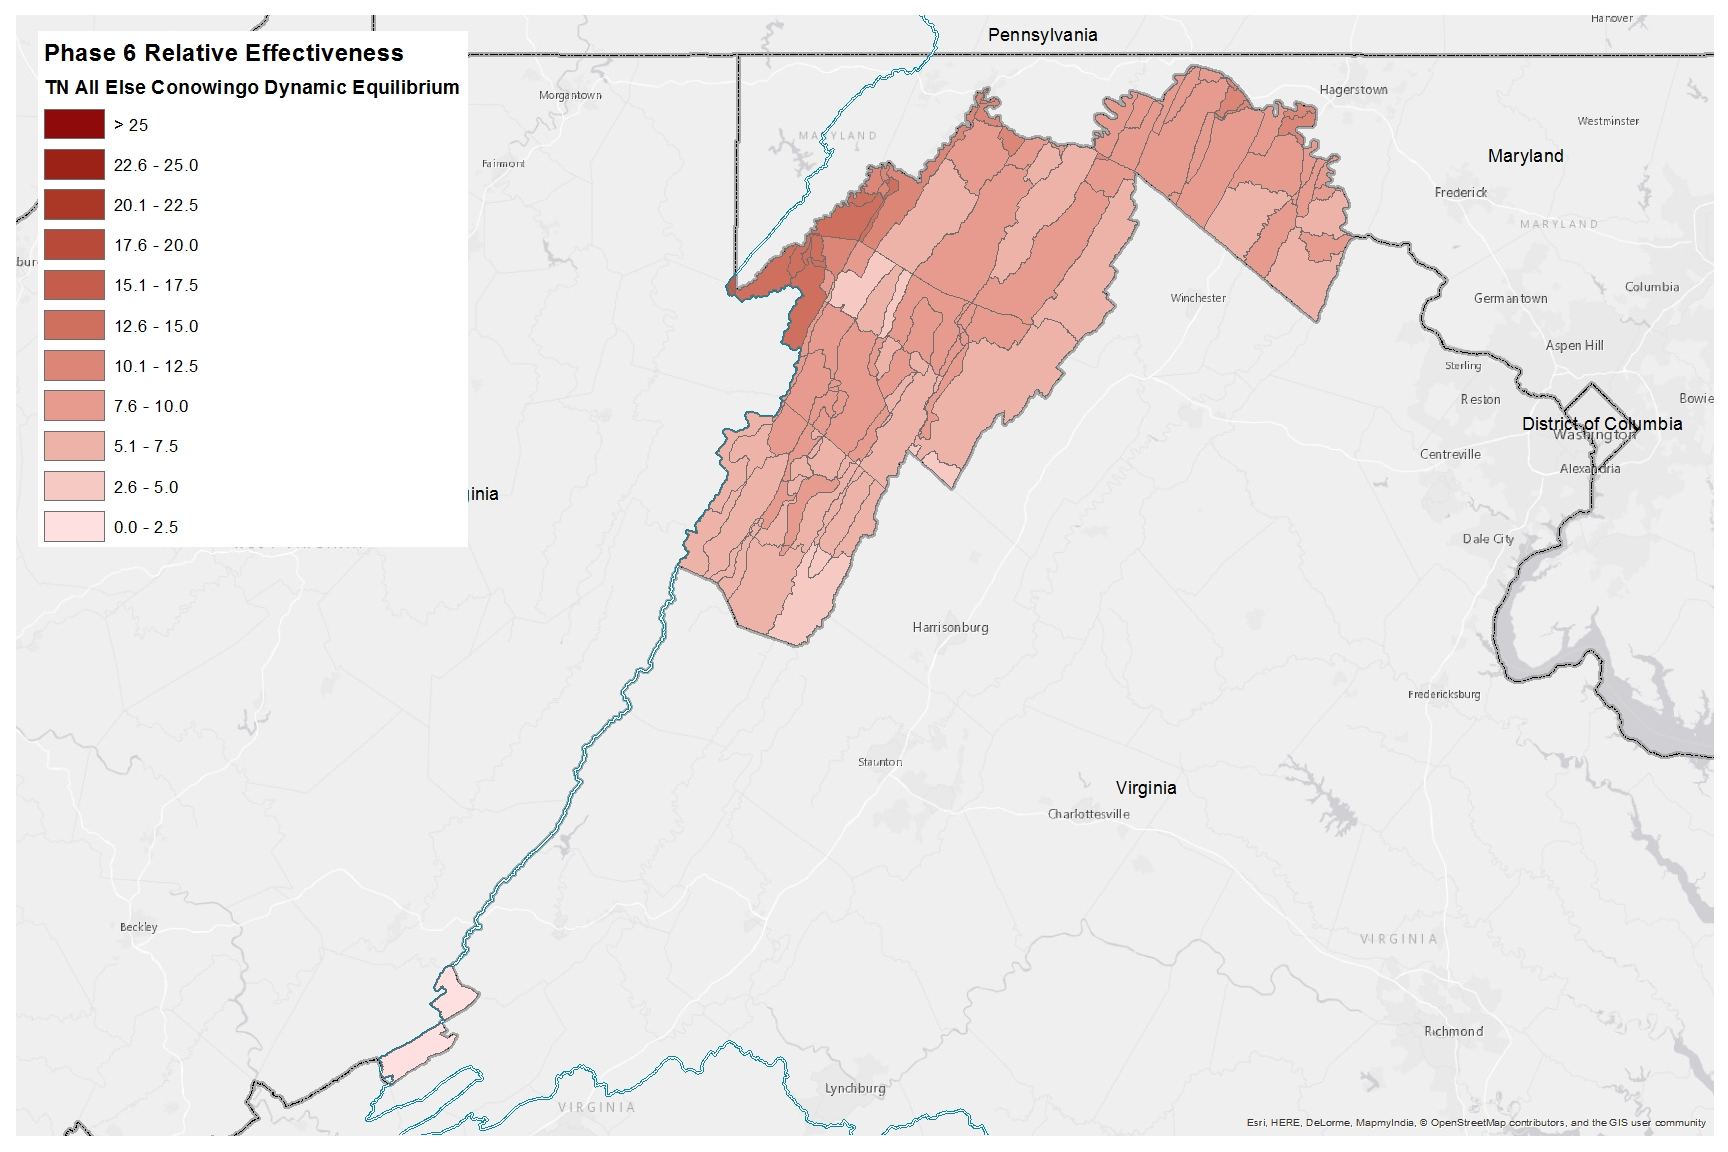 Hanover
Pennsylvania
Phase 6 Relative Effectiveness
TN All Else Conowingo Dynamic Equilibrium
> 25
22.6 - 25.0
20.1 - 22.5
17.6 - 20.0
15.1 - 17.5
12.6 - 15.0
10.1 - 12.5
7.6 - 10.0
5.1 - 7.5
2.6 - 5.0
0.0 - 2.5
Morgantown
Hagerstown
Westminster
MARYLAND
Maryland
Fairmont
Frederick
MARYLAND
bur
Columbia
Winchester
Germantown
Aspen Hill
Sterling
Reston
Bowie
District of Columbia
Washington
Centreville
Alexandria
ginia
Dale City
Harrisonburg
Fredericksburg
Staunton
Virginia
Charlottesville
Beckley
VIRGINIA
Richmond
Lynchburg
VIRGINIA
Esri, HERE, DeLorme, MapmyIndia, © OpenStreetMap contributors, and the GIS user community